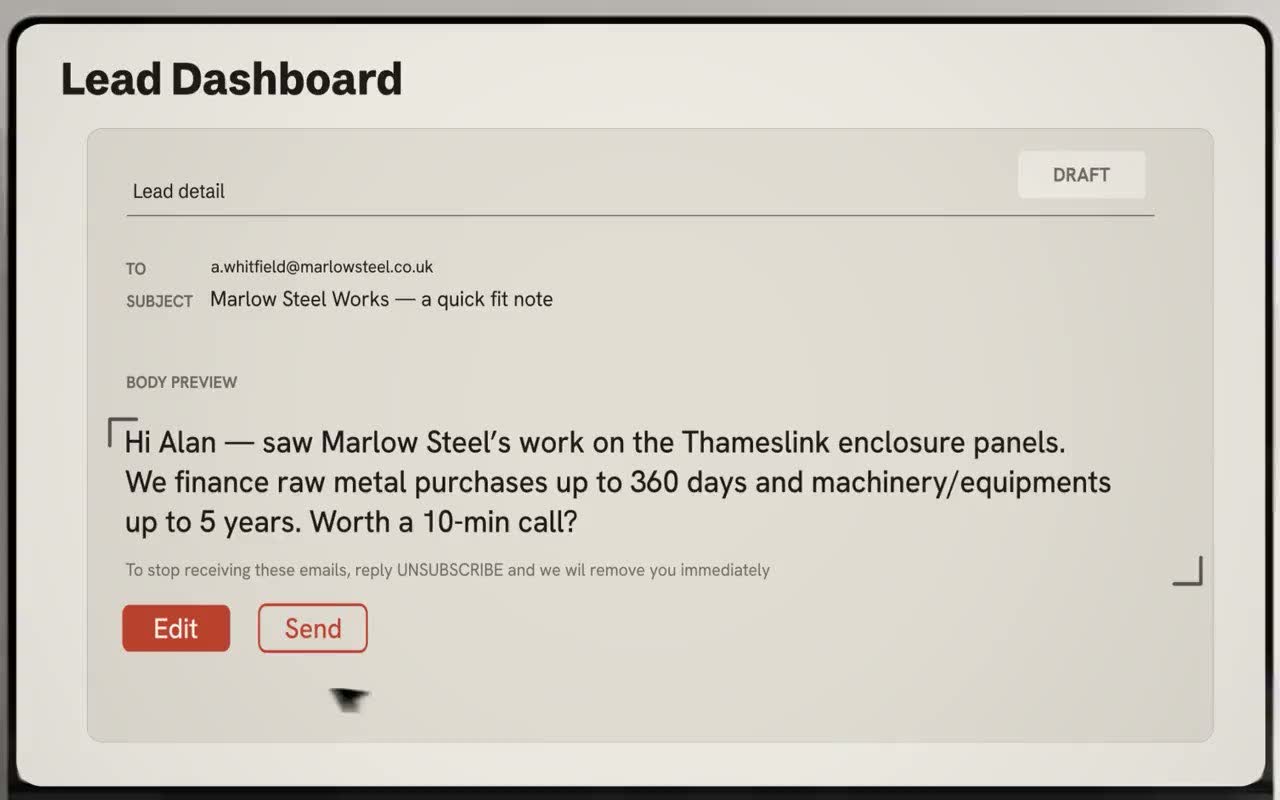 Lead Dashboard
Lead detail
DRAFT
TO a.whitfield@marlowsteel.co.uk
SUBJECT Marlow Steel Works — a quick fit note
BODY PREVIEW
Hi Alan — saw Marlow Steel’s work on the Thameslink enclosure panels.
We finance raw metal purchases up to 360 days and machinery/equipments
up to 5 years. Worth a 10-min call?
To stop receiving these emails, reply UNSUBSCRIBE and we wil remove you immediately
Edit Send